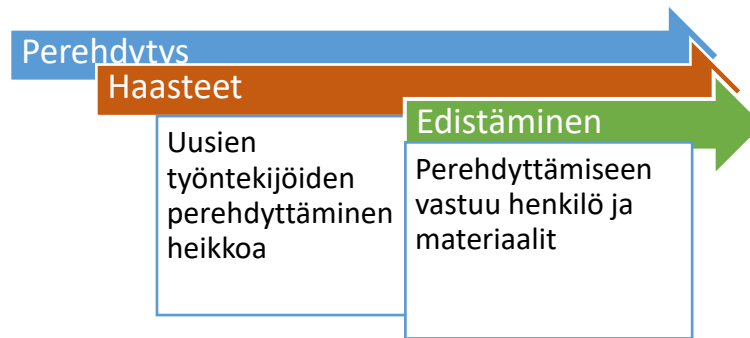 Perehdytys
Haasteet
Uusien
työntekijöiden
perehdyttäminen
heikkoa
Edistäminen
Perehdyttämiseen
vastuu henkilö ja
materiaalit